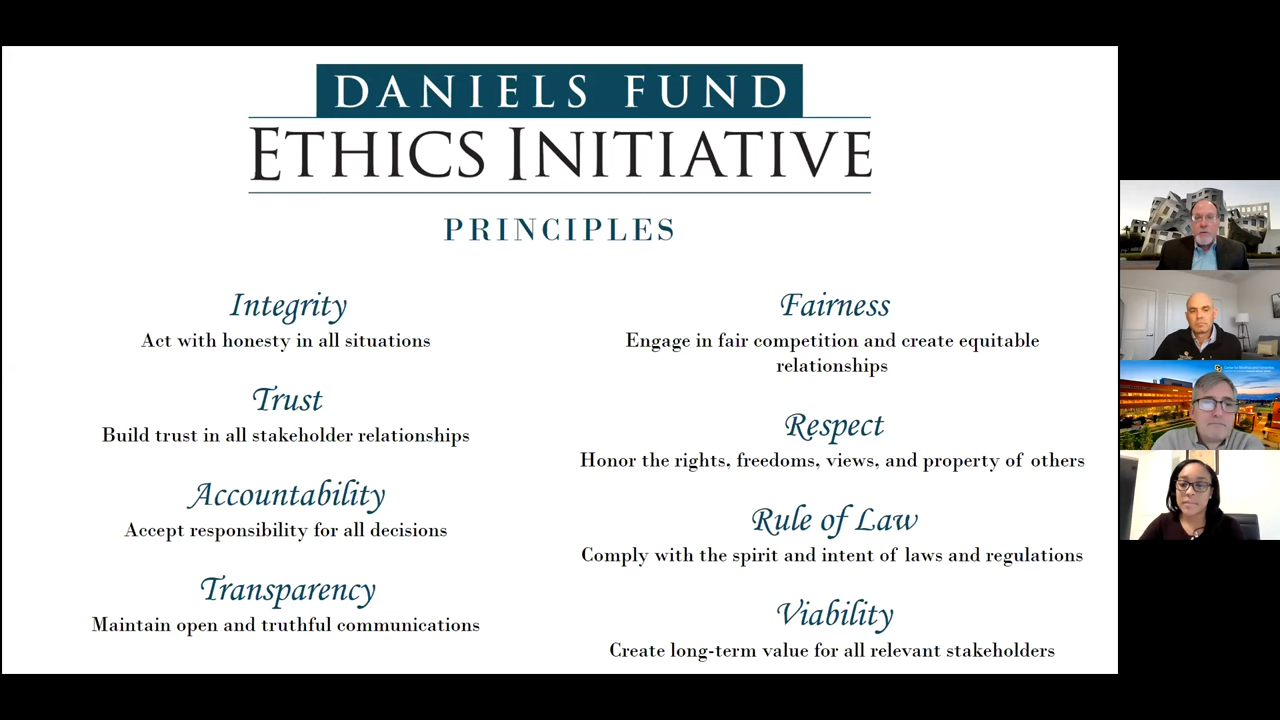 DANIELS FUND
ETHICS INITIATIVE
PRINCIPLES
Integrity
Act with honesty in all situations
Trust
Build trust in all stakeholder relationships
Accountability
Accept responsibility for all decisions
Transparency
Maintain open and truthful communications
Fairness
Engage in fair competition and create equitable
relationships
Respect
Honor the rights, freedoms, views, and property of others
Rule of Law
Comply with the spirit and intent of laws and regulations
Viability
Create long-term value for all relevant stakeholders